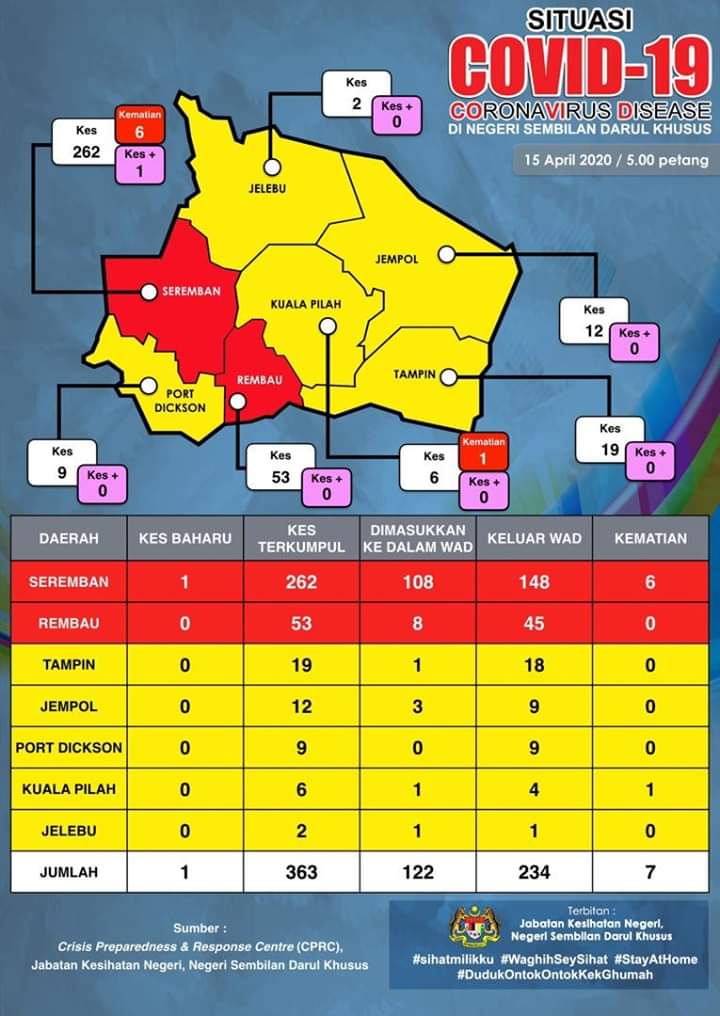 SITUASI
COVID-19
CORONAVIRUS DISEASE
DI NEGERI SEMBILAN DARUL KHUSUS
15 April 2020 / 5.00 petang
Kes
2
Kes +
0
Kes
262
Kematian
6
Kes +
1
JELEBU
JEMPOL
SEREMBAN
KUALA PILAH
Kes
12
Kes +
0
REMBAU
TAMPIN
PORT
DICKSON
Kes
9
Kes +
0
Kes
53
Kes +
0
Kes
6
Kematian
1
Kes +
0
Kes
19
Kes +
0
DAERAH KES BAHARU KES TERKUMPUL DIMASUKKAN KE DALAM WAD KELUAR WAD KEMATIAN
SEREMBAN 1 262 108 148 6
REMBAU 0 53 8 45 0
TAMPIN 0 19 1 18 0
JEMPOL 0 12 3 9 0
PORT DICKSON 0 9 0 9 0
KUALA PILAH 0 6 1 4 1
JELEBU 0 2 1 1 0
JUMLAH 1 363 122 234 7
Sumber :
Crisis Preparedness & Response Centre (CPRC),
Jabatan Kesihatan Negeri, Negeri Sembilan Darul Khusus
Terbitan :
Jabatan Kesihatan Negeri,
Negeri Sembilan Darul Khusus
#sihatmilikku #WaghihSeySihat #StayAtHome
#DudukOntokOntokKekGhumah